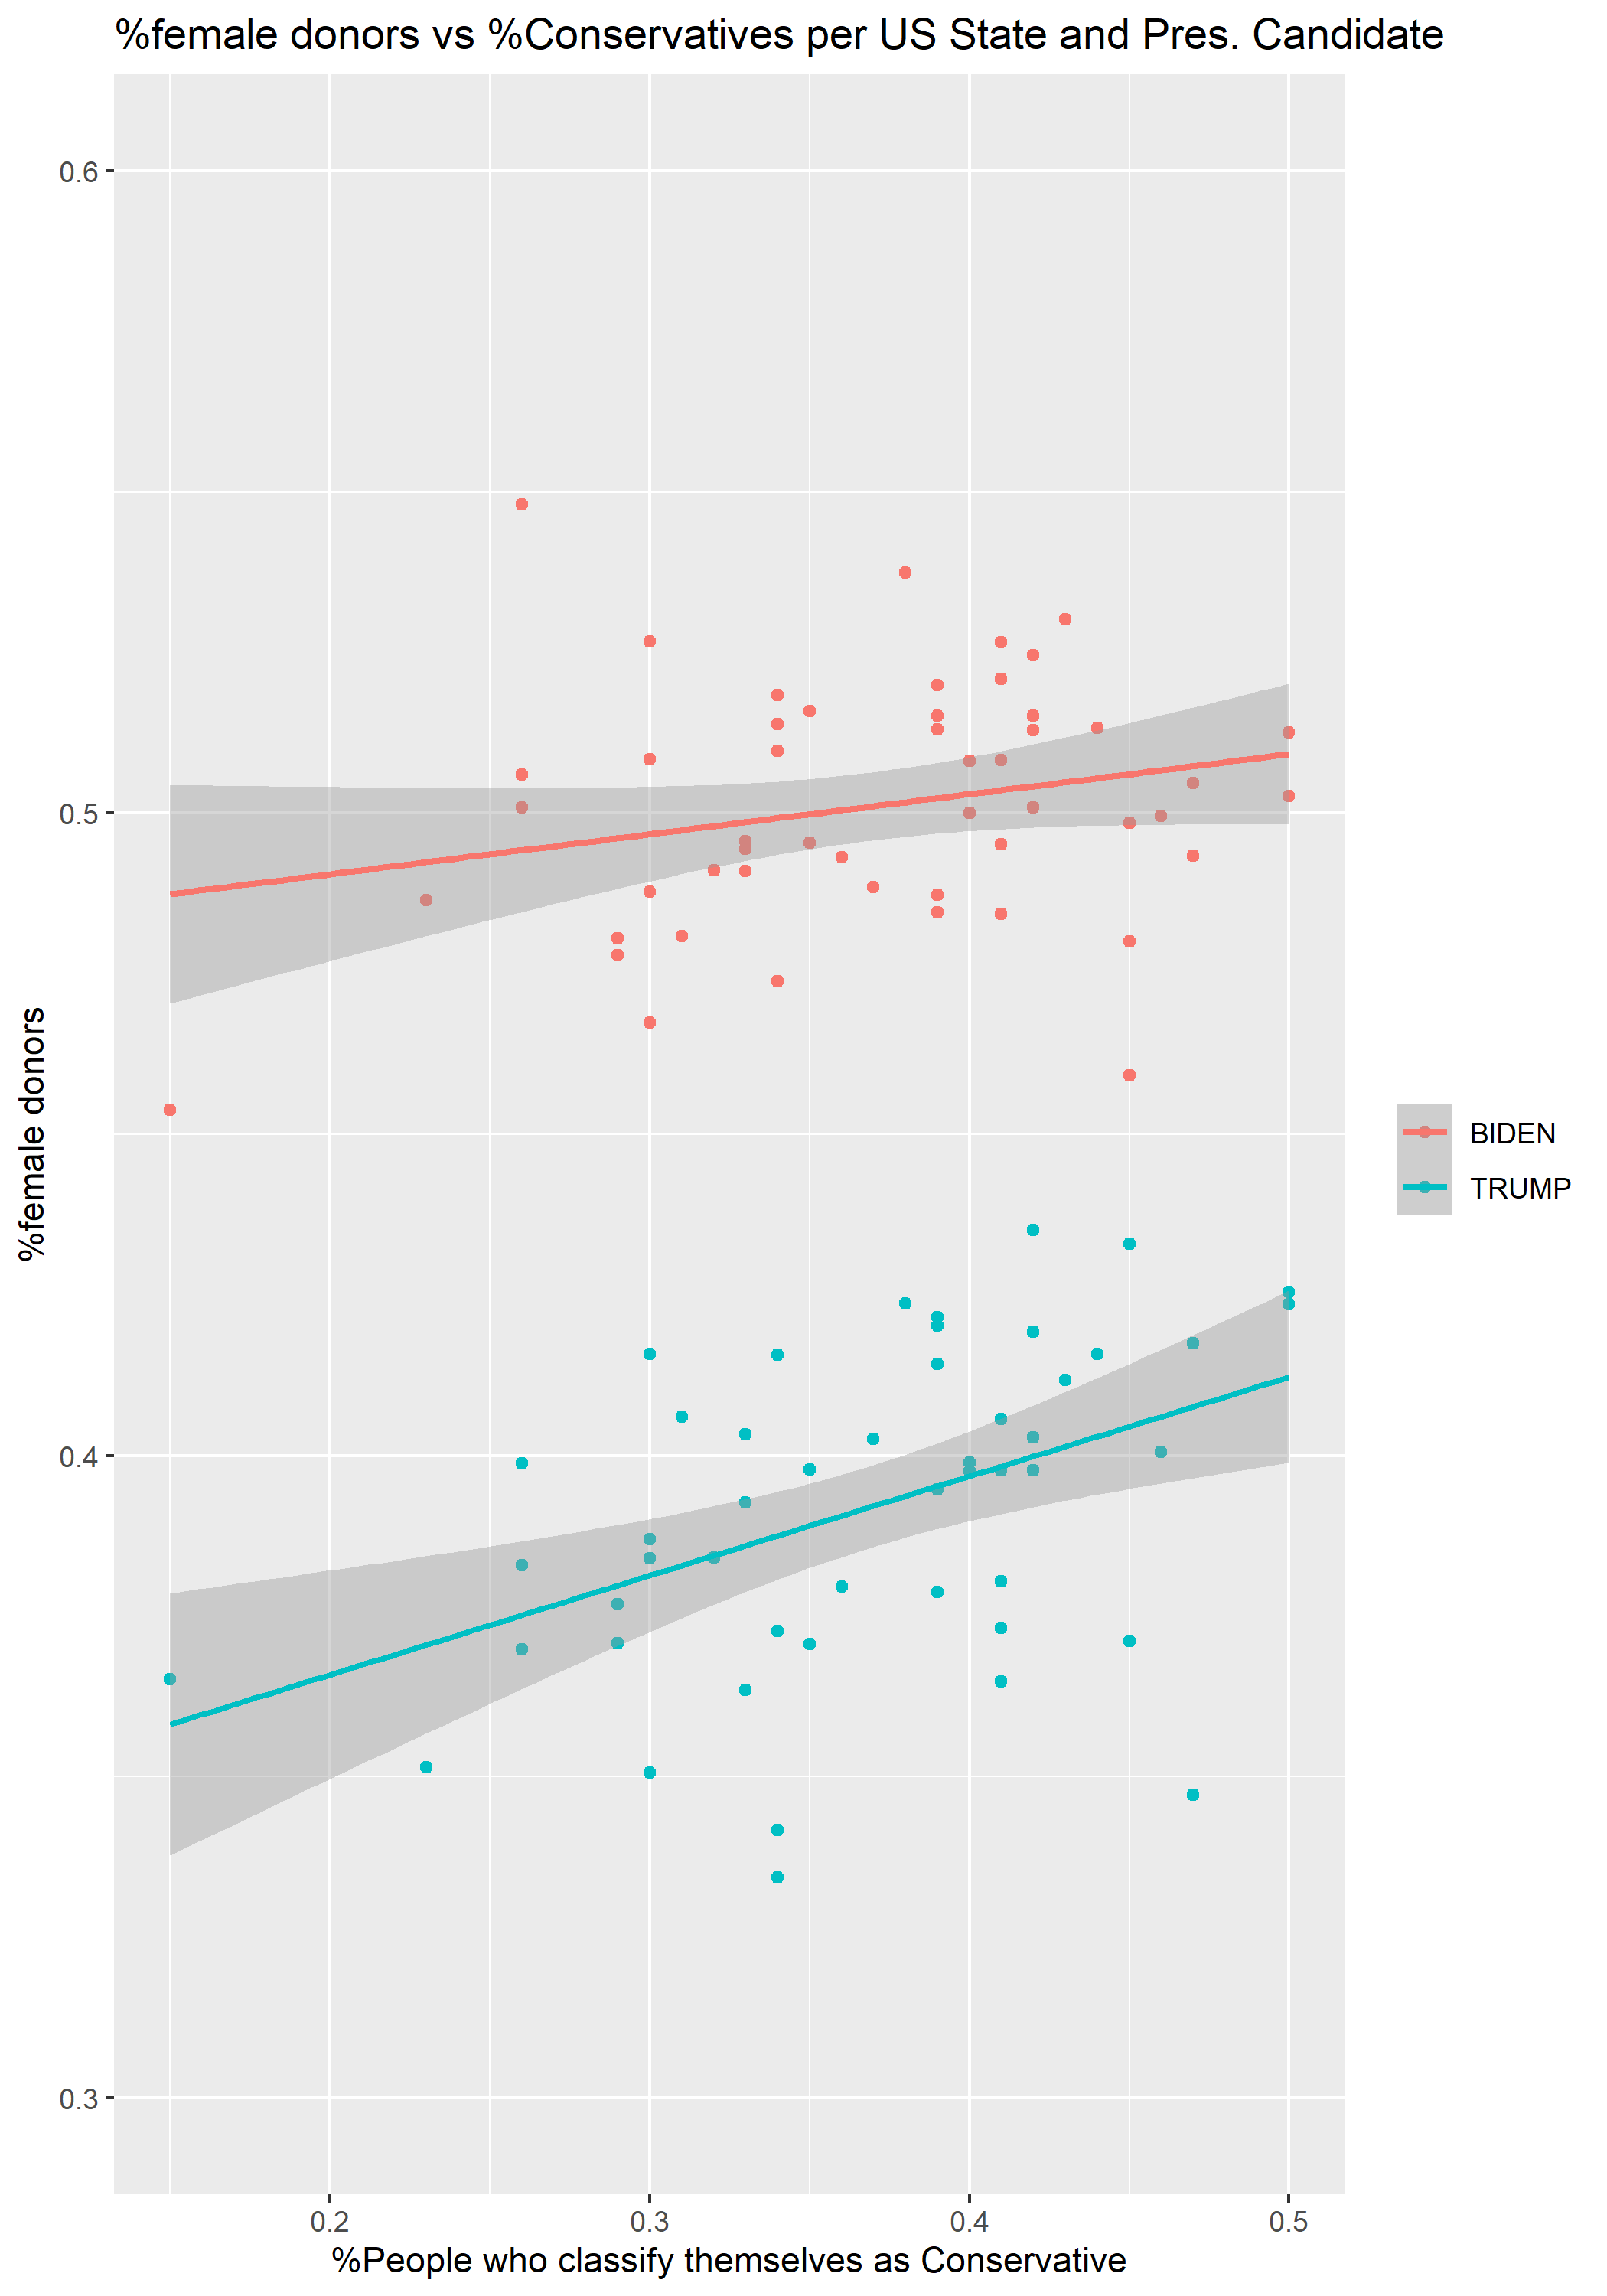 %female donors vs %Conservatives per US State and Pres. Candidate
0.6
0.5
0.4
0.3
%female donors
BIDEN
TRUMP
0.2 0.3 0.4 0.5
%People who classify themselves as Conservative